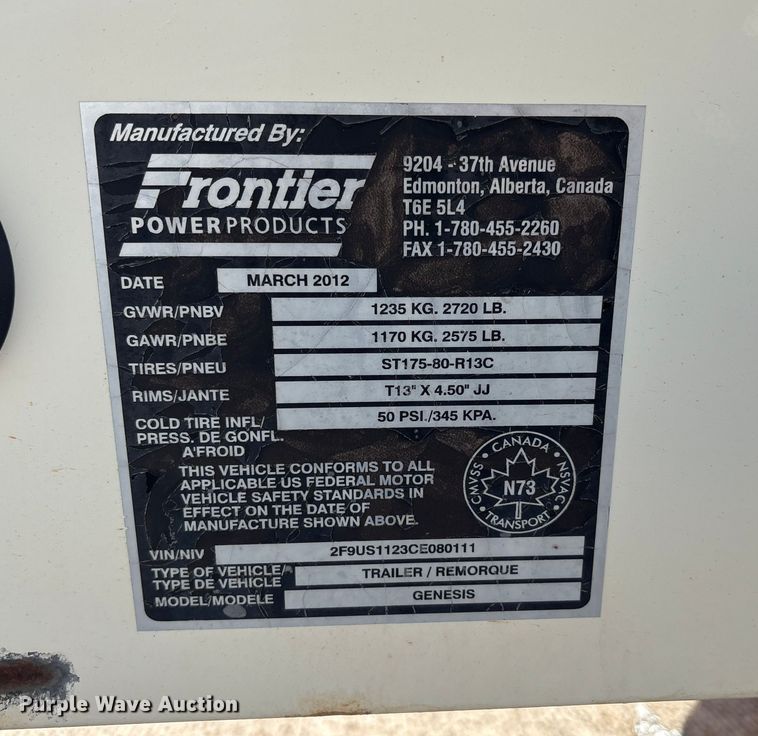 Manufactured By:
Frontier
POWER PRODUCTS
9204 - 37th Avenue
Edmonton, Alberta, Canada
T6E 5L4
PH. 1-780-455-2260
FAX 1-780-455-2430
DATE MARCH 2012
GVWR/PNBV 1235 KG. 2720 LB.
GAWR/PNBE 1170 KG. 2575 LB.
TIRES/PNEU ST175-80-R13C
RIMS/JANTE T13" X 4.50" JJ
COLD TIRE INFL/ 50 PSI./345 KPA.
PRESS. DE GONFL.
A'FROID
THIS VEHICLE CONFORMS TO ALL
APPLICABLE US FEDERAL MOTOR
VEHICLE SAFETY STANDARDS IN
EFFECT ON THE DATE OF
MANUFACTURE SHOWN ABOVE.
CANADA
CMVSS NSVAC
N73
TRANSPORT
VIN/NIV 2F9US1123CE080111
TYPE OF VEHICLE/ TRAILER / REMORQUE
TYPE DE VEHICLE
MODEL/MODELE GENESIS
Purple Wave Auction